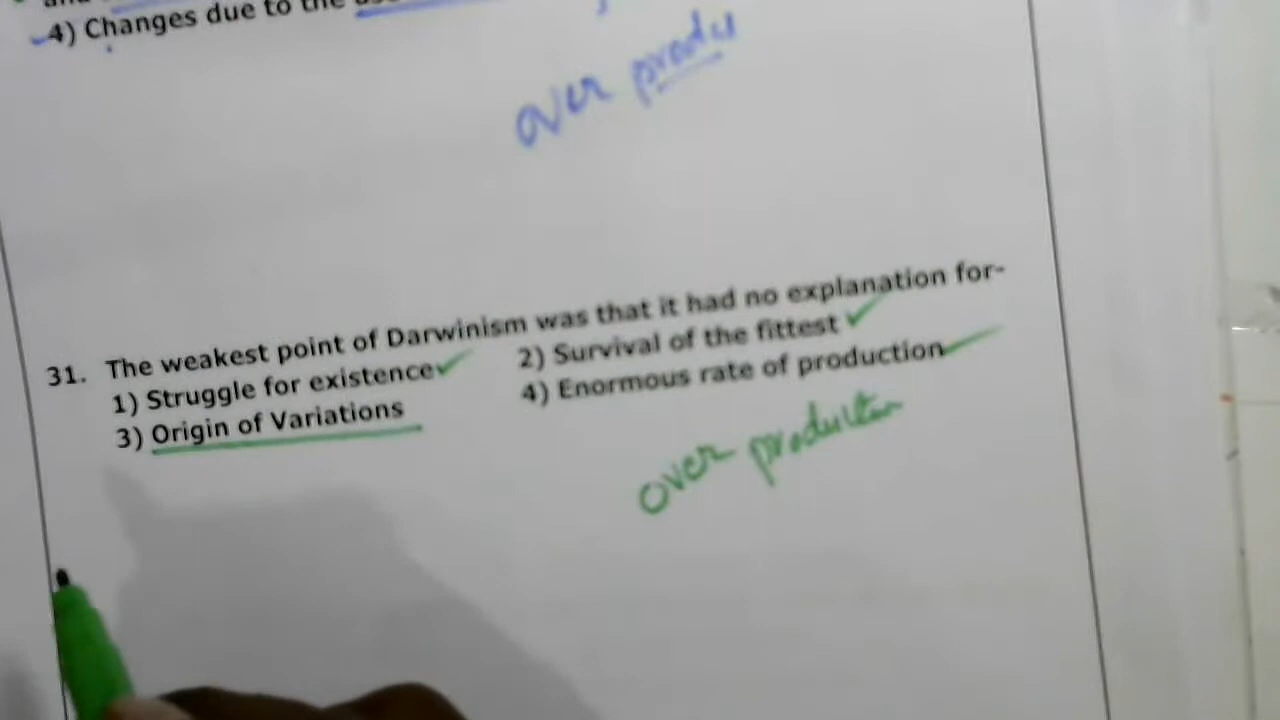 4) Changes due to the
over produ
31. The weakest point of Darwinism was that it had no explanation for-
1) Struggle for existence 2) Survival of the fittest
3) Origin of Variations 4) Enormous rate of production
over production